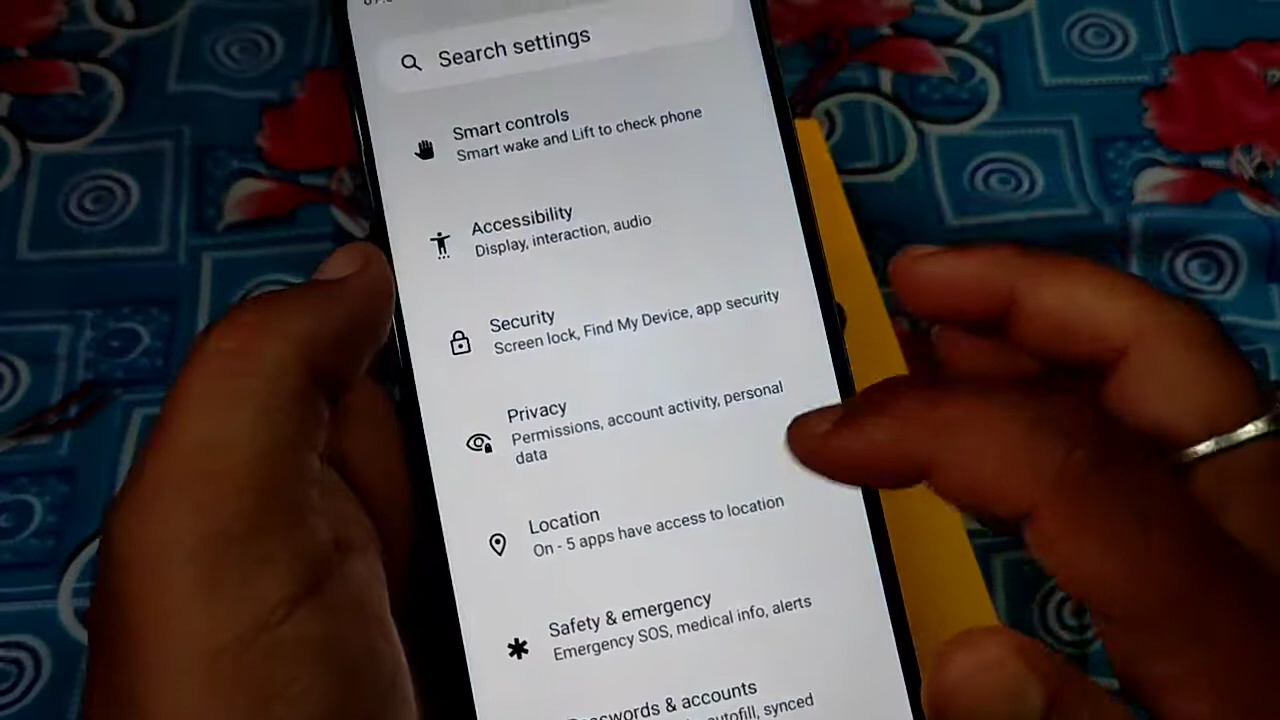 Search settings
Smart controls
Smart wake and Lift to check phone
Accessibility
Display, interaction, audio
Security
Screen lock, Find My Device, app security
Privacy
Permissions, account activity, personal
data
Location
On - 5 apps have access to location
Safety & emergency
Emergency SOS, medical info, alerts
& accounts
synced